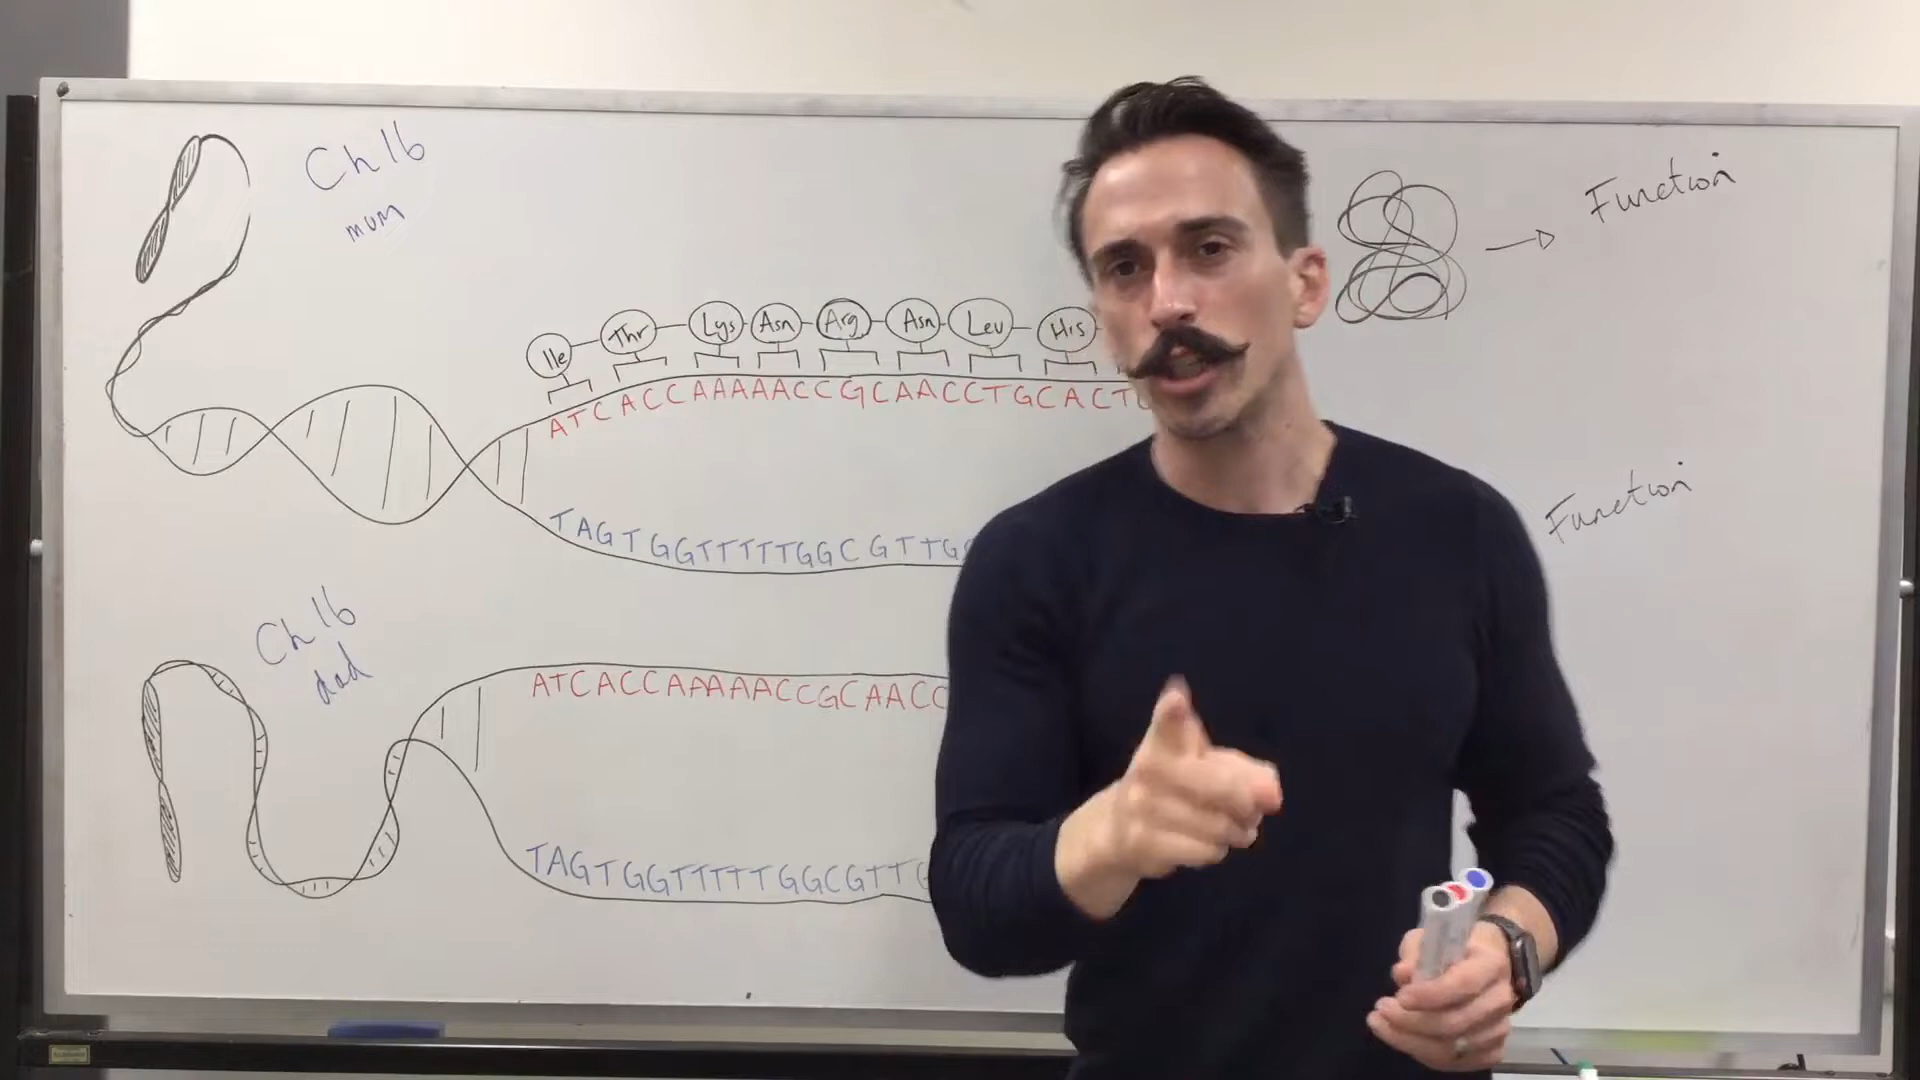 Ch 16
mum
Function
Ile Thr Lys Asn Arg Asn Leu His
ATCACCAAAAACCGCAACCTGCACT
TAGTGGTTTTTGGCGTTG
Function
Ch 16
dad
ATCACCAAAAACCGCAACC
TAGTGGTTTTTGGCGTTG